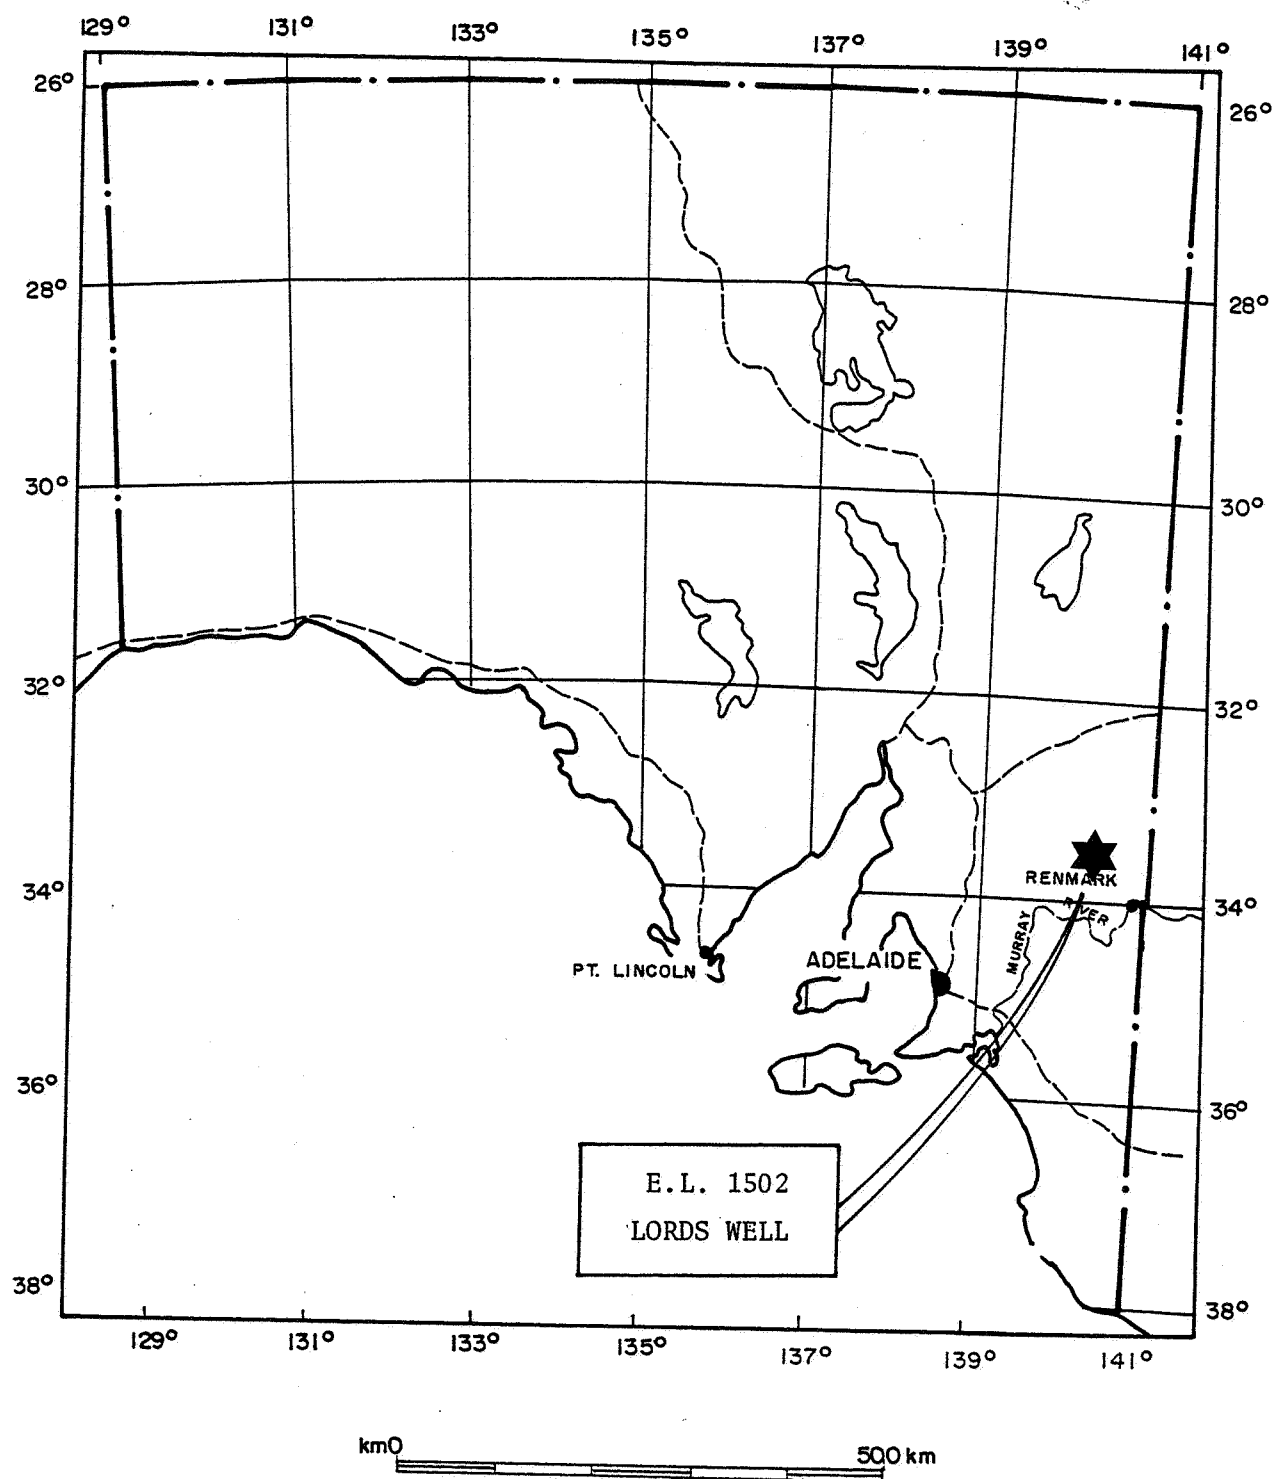 129° 131° 133° 135° 137° 139° 141°
26° 26°
28° 28°
30° 30°
32° 32°
RENMARK
34° 34°
MURRAY RIVER
ADELAIDE
PT. LINCOLN
36° 36°
E.L. 1502
LORDS WELL
38° 38°
129° 131° 133° 135° 137° 139° 141°
km0 500 km